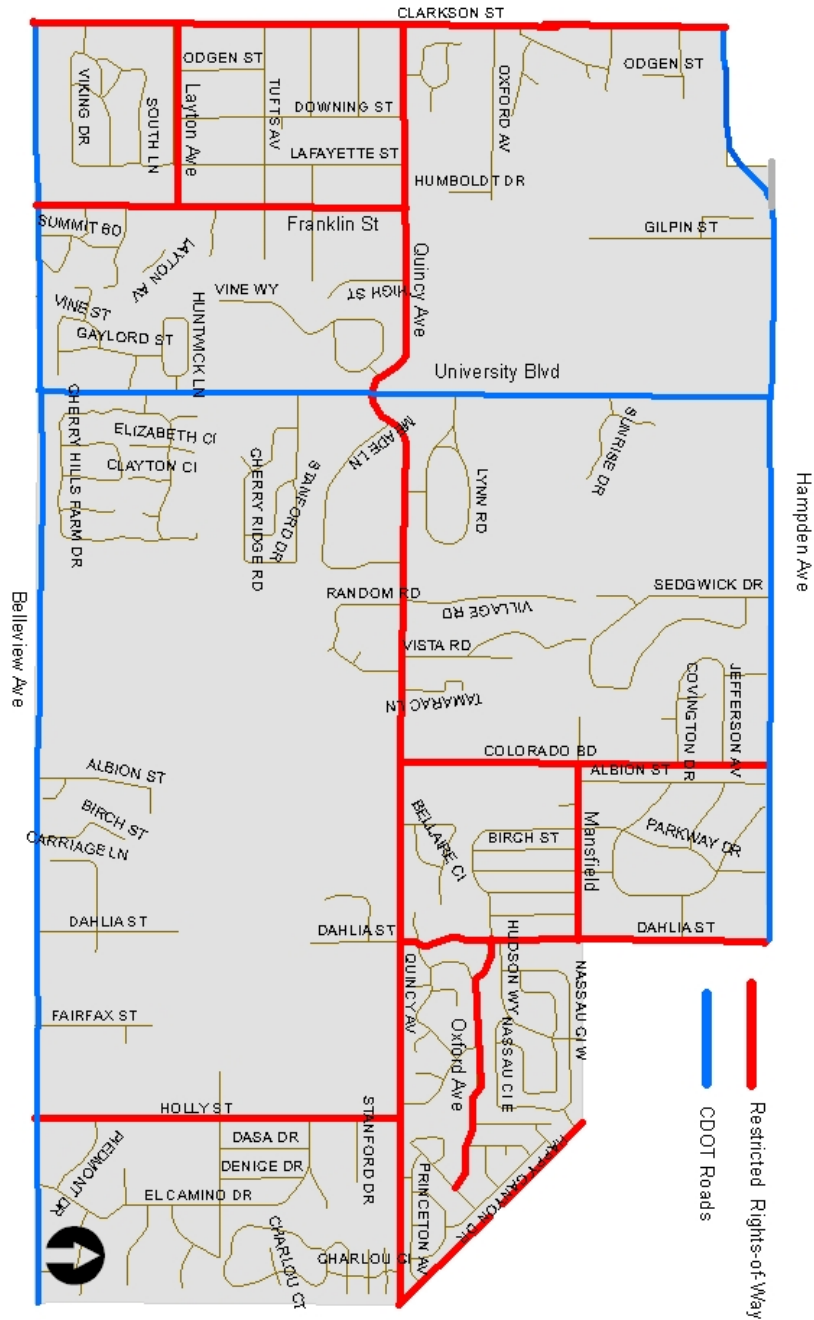 CLARKSON ST
ODGEN ST
VIKING DR
SOUTH LN
Layton Ave
TUFTS AV
DOWNING ST
LAFAYETTE ST
OXFORD AV
ODGEN ST
HUMBOLDT DR
GILPIN ST
SUMMIT BD
Franklin St
LAYTON AV
VINE WY
HIGH ST
Quincy Ave
VINE ST
GAYLORD ST
HUNTWICK LN
University Blvd
CHERRY HILLS FARM DR
ELIZABETH CI
CLAYTON CI
CHERRY RIDGE RD
STANFORD DR
MEADE LN
LYNN RD
SUNRISE DR
Hampden Ave
Belleview Ave
RANDOM RD
VILLAGE RD
SEDGWICK DR
VISTA RD
TAMARAC LN
COVINGTON DR
JEFFERSON AV
COLORADO BD
ALBION ST
ALBION ST
BIRCH ST
CARRIAGE LN
BELLAIRE CI
BIRCH ST
Mansfield
PARKWAY DR
DAHLIA ST
DAHLIA ST
DAHLIA ST
QUINCY AV
HUDSON WY
NASSAU CI W
Oxford Ave
NASSAU CI E
FAIRFAX ST
HOLLY ST
STANFORD DR
PIEDMONT DR
DASA DR
DENICE DR
EL CAMINO DR
CHARLOU CT
CHARLOU CI
PRINCETON AV
HAPPY CANYON DR
CDOT Roads
Restricted Rights-of-Way